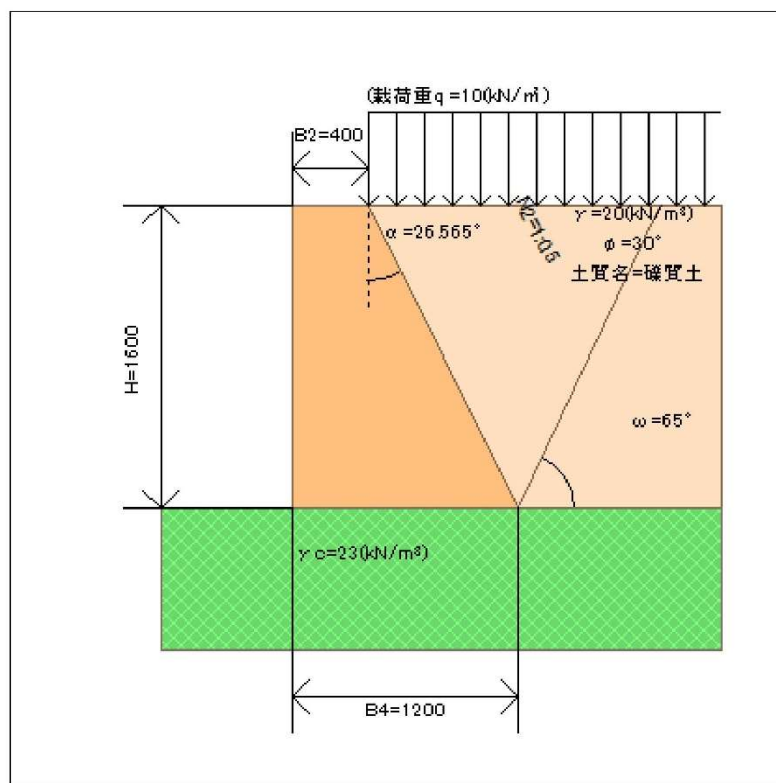 (載荷重q=10(kN/㎡)
B2=400
γ=20(kN/m³)
α=26.565°
N2=1:0.5
φ=30°
土質名=礫質土
H=1600
ω=65°
γc=23(kN/m³)
B4=1200